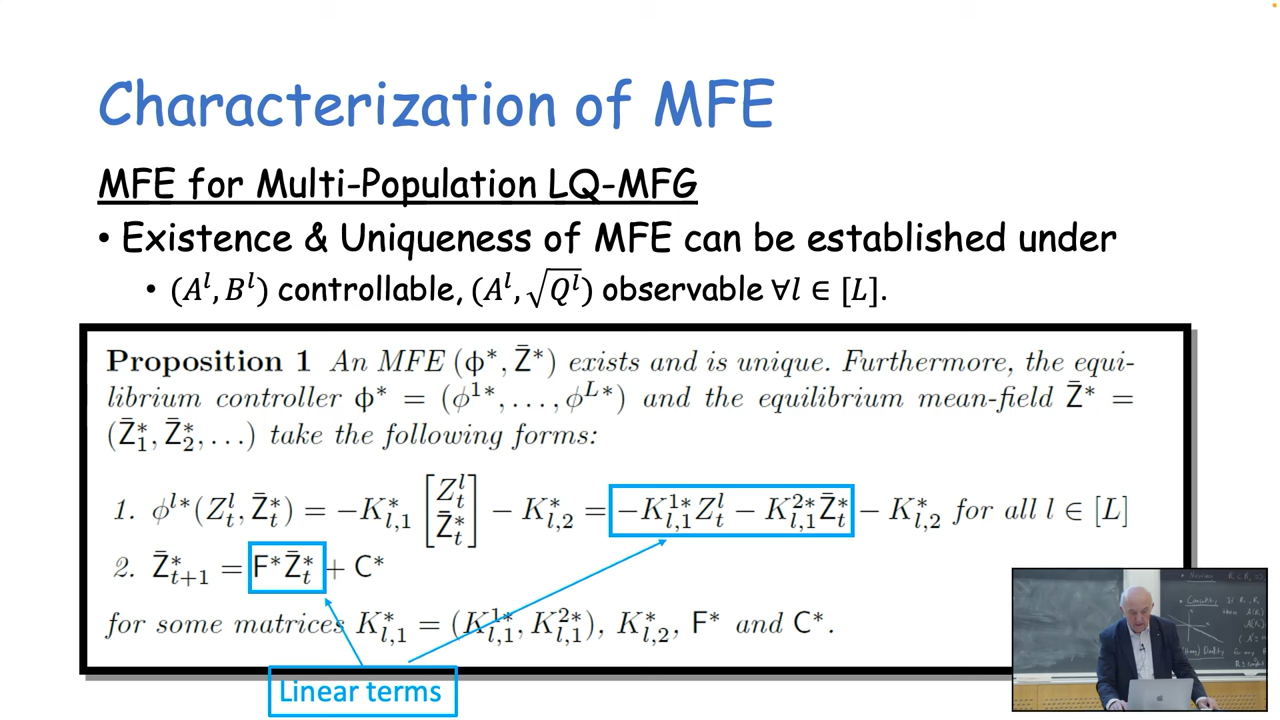 Characterization of MFE
MFE for Multi-Population LQ-MFG
• Existence & Uniqueness of MFE can be established under
• (A^l, B^l) controllable, (A^l, √Q^l) observable ∀l ∈ [L].
Proposition 1 An MFE (ϕ*, Z̄*) exists and is unique. Furthermore, the equi-
librium controller ϕ* = (ϕ^{1*}, . . . , ϕ^{L*}) and the equilibrium mean-field Z̄* =
(Z̄*_1, Z̄*_2, . . .) take the following forms:
1. ϕ^{l*}(Z^l_t, Z̄*_t) = −K*_{l,1} [Z^l_t Z̄*_t] − K*_{l,2} = −K^{1*}_{l,1} Z^l_t − K^{2*}_{l,1} Z̄*_t − K*_{l,2} for all l ∈ [L]
2. Z̄*_{t+1} = F* Z̄*_t + C*
for some matrices K*_{l,1} = (K^{1*}_{l,1}, K^{2*}_{l,1}), K*_{l,2}, F* and C*.
Linear terms